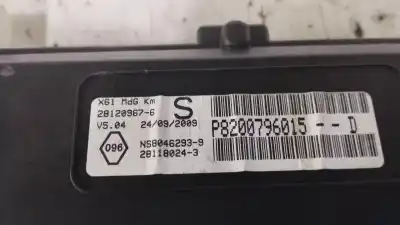 X61 MdG Km
28120967-6
V5.04 24/09/2009
S
P8200796015 -- D
096
NS8046293-9
28118024-3